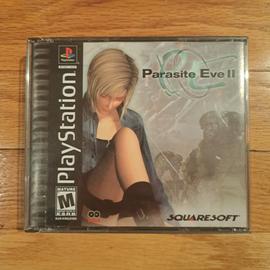 PlayStation
Parasite Eve II
MATURE
M
SQUARESOFT